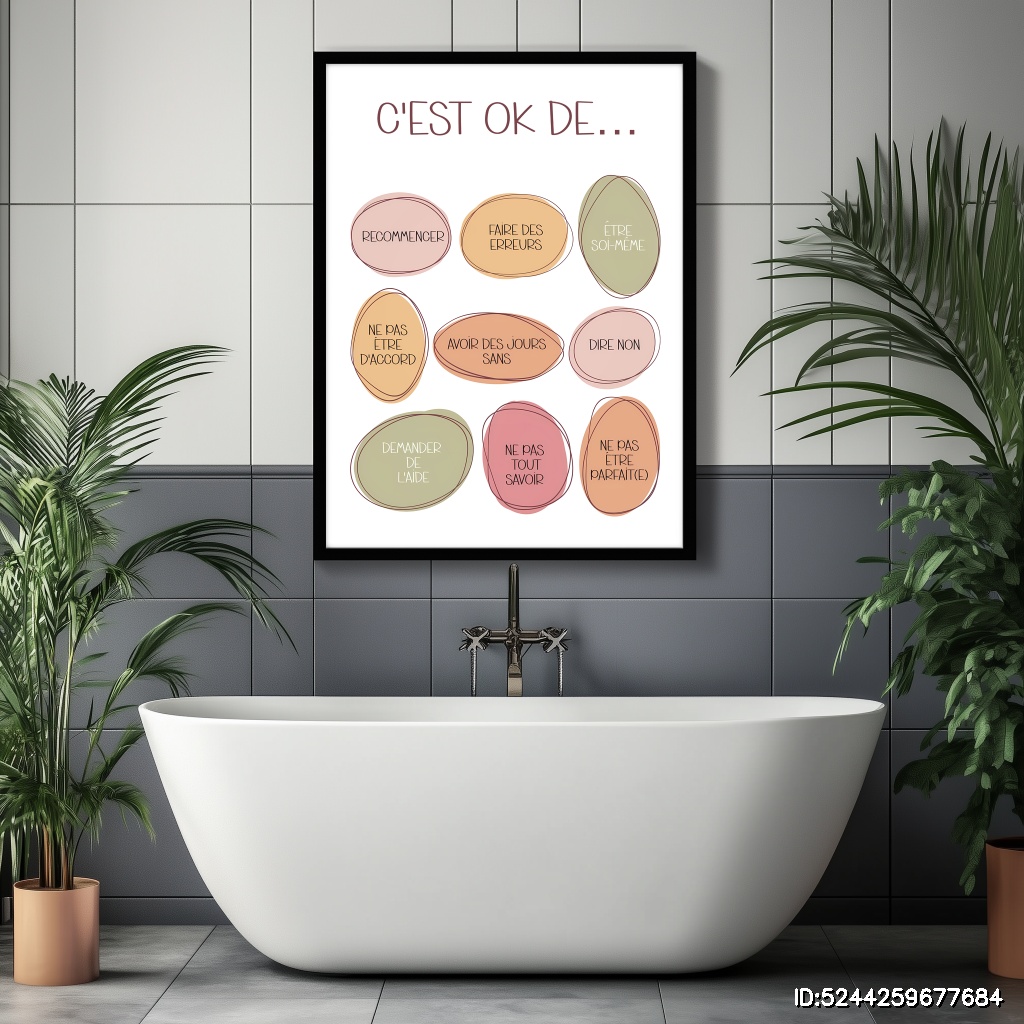 C'EST OK DE...
RECOMMENCER
FAIRE DES
ERREURS
ÊTRE
SOI-MÊME
NE PAS
ÊTRE
D'ACCORD
AVOIR DES JOURS
SANS
DIRE NON
DEMANDER
DE
L'AIDE
NE PAS
TOUT
SAVOIR
NE PAS
ÊTRE
PARFAIT(E)
ID:5244259677684